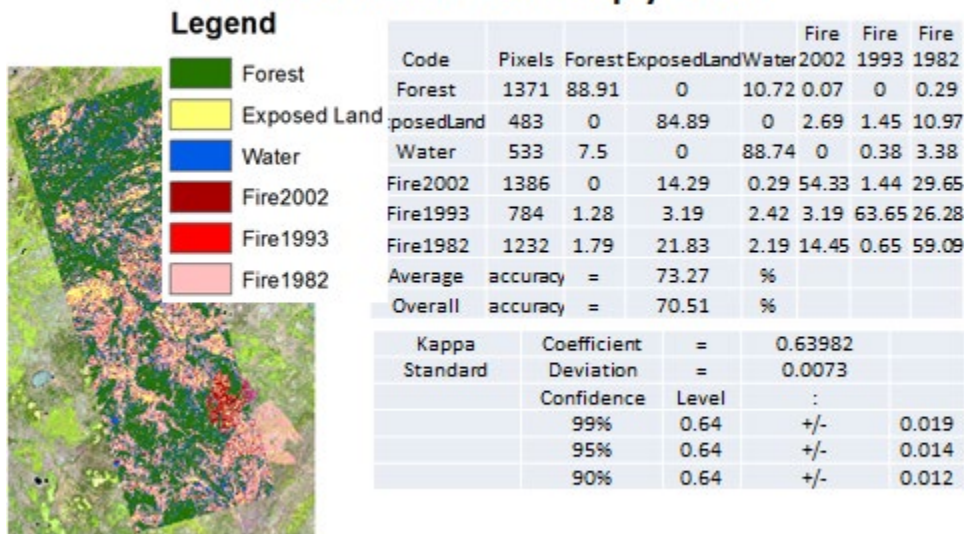 Legend
Forest
Exposed Land
Water
Fire2002
Fire1993
Fire1982
Code Pixels Forest ExposedLand Water Fire 2002 Fire 1993 Fire 1982
Forest 1371 88.91 0 10.72 0.07 0 0.29
posedLand 483 0 84.89 0 2.69 1.45 10.97
Water 533 7.5 0 88.74 0 0.38 3.38
Fire2002 1386 0 14.29 0.29 54.33 1.44 29.65
Fire1993 784 1.28 3.19 2.42 3.19 63.65 26.28
Fire1982 1232 1.79 21.83 2.19 14.45 0.65 59.09
Average accuracy = 73.27 %
Overall accuracy = 70.51 %
Kappa Coefficient = 0.63982
Standard Deviation = 0.0073
Confidence Level :
99% 0.64 +/- 0.019
95% 0.64 +/- 0.014
90% 0.64 +/- 0.012